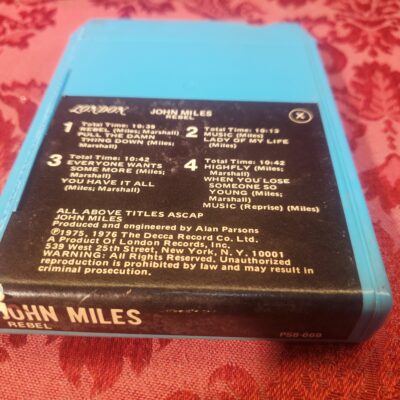 LONDON
JOHN MILES
REBEL
1 Total Time: 10:39
REBEL (Miles; Marshall)
PULL THE DAMN
THING DOWN (Miles; Marshall)
2 Total Time: 10:12
MUSIC (Miles)
LADY OF MY LIFE
(Miles)
3 Total Time: 10:42
EVERYONE WANTS
SOME MORE (Miles;
Marshall)
YOU HAVE IT ALL
(Miles; Marshall)
4 Total Time: 10:42
HIGHFLY (Miles;
Marshall)
WHEN YOU LOSE
SOMEONE SO
YOUNG (Miles;
Marshall)
MUSIC (Reprise) (Miles)
ALL ABOVE TITLES ASCAP
JOHN MILES
Produced and engineered by Alan Parsons
Ⓟ1975, 1976 The Decca Record Co. Ltd.
A Product Of London Records, Inc.
539 West 25th Street, New York, N. Y. 10001
WARNING: All Rights Reserved. Unauthorized
reproduction is prohibited by law and may result in
criminal prosecution.
JOHN MILES
REBEL